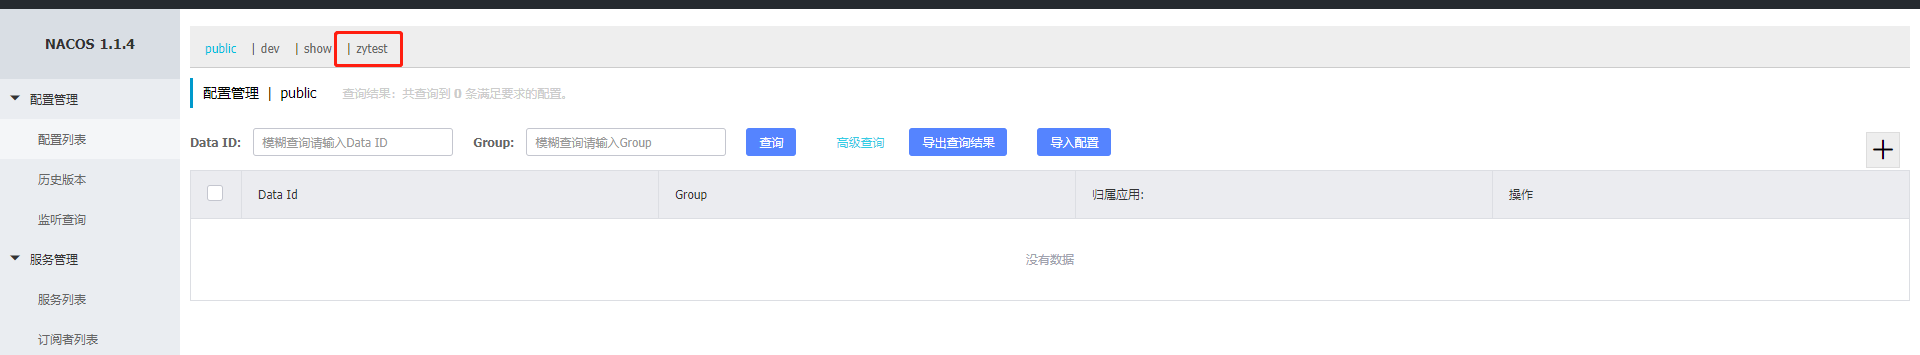 NACOS 1.1.4
public | dev | show | zytest
配置管理 | public 查询结果：共查询到 0 条满足要求的配置。
配置管理
配置列表
历史版本
监听查询
服务管理
服务列表
订阅者列表
Data ID: 模糊查询请输入Data ID Group: 模糊查询请输入Group 查询 高级查询 导出查询结果 导入配置
Data Id Group 归属应用: 操作
没有数据